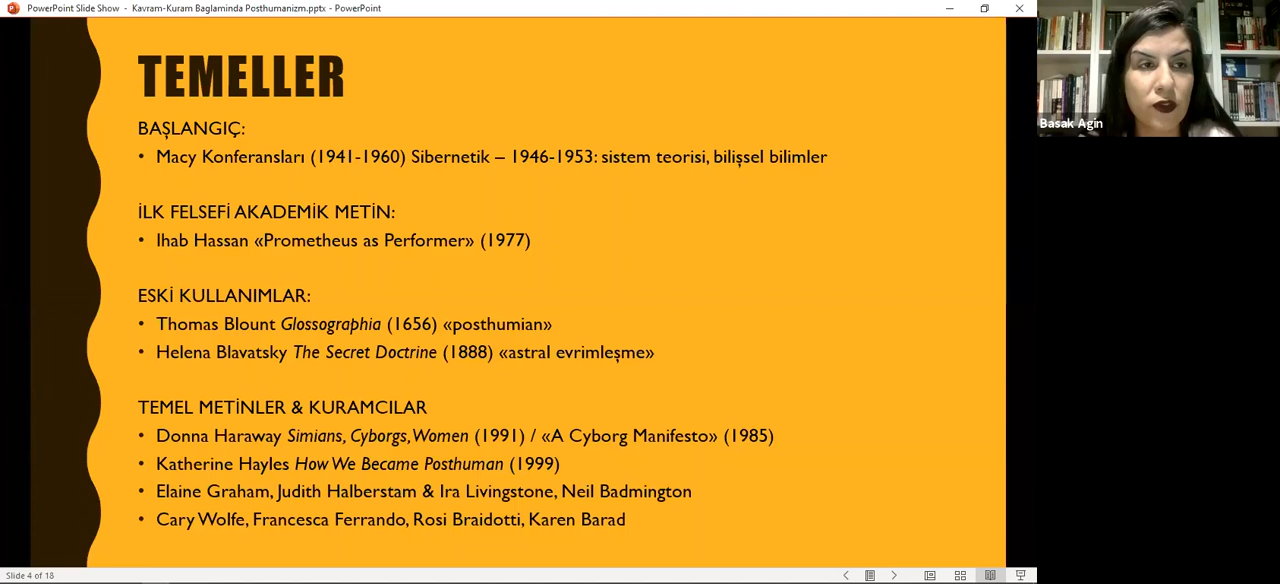 PowerPoint Slide Show - Kavram-Kuram Baglaminda Posthumanizm.pptx - PowerPoint
TEMELLER
BAŞLANGIÇ:
• Macy Konferansları (1941-1960) Sibernetik – 1946-1953: sistem teorisi, bilişsel bilimler
İLK FELSEFİ AKADEMİK METİN:
• Ihab Hassan «Prometheus as Performer» (1977)
ESKİ KULLANIMLAR:
• Thomas Blount Glossographia (1656) «posthumian»
• Helena Blavatsky The Secret Doctrine (1888) «astral evrimleşme»
TEMEL METİNLER & KURAMCILAR
• Donna Haraway Simians, Cyborgs, Women (1991) / «A Cyborg Manifesto» (1985)
• Katherine Hayles How We Became Posthuman (1999)
• Elaine Graham, Judith Halberstam & Ira Livingstone, Neil Badmington
• Cary Wolfe, Francesca Ferrando, Rosi Braidotti, Karen Barad
Basak Agin
Slide 4 of 18